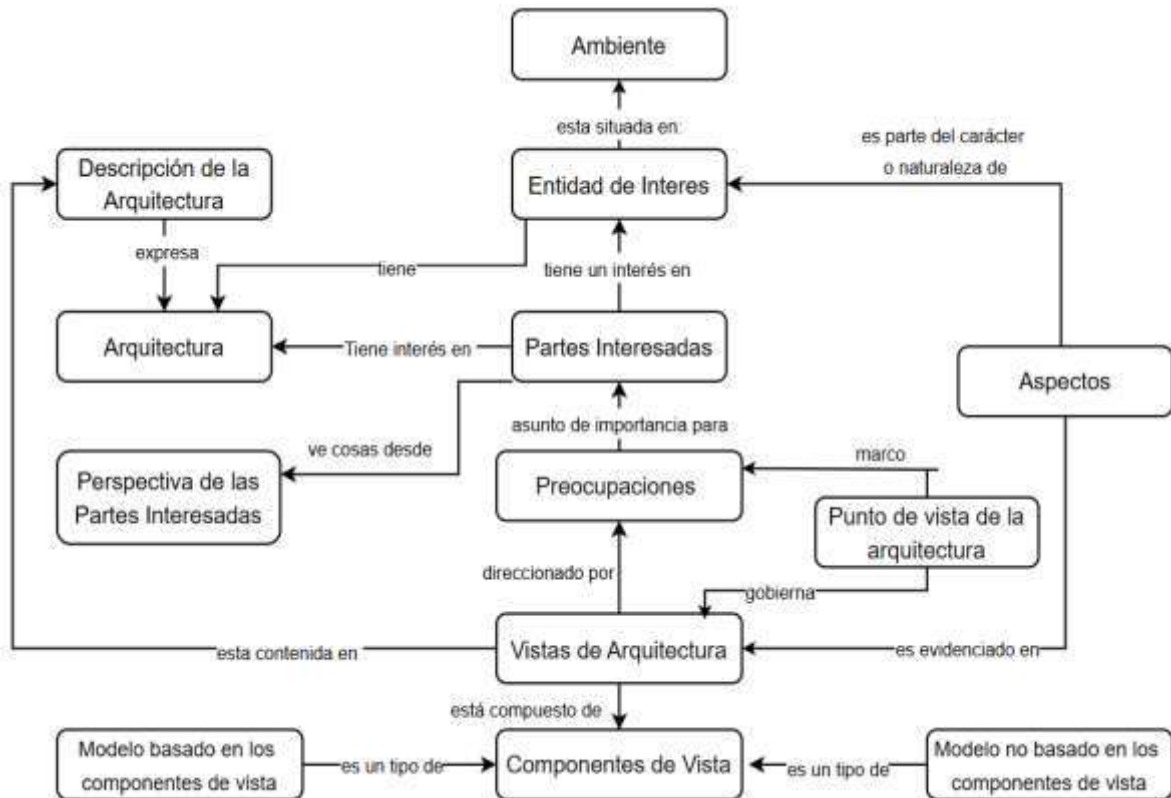 Ambiente
esta situada en:
es parte del carácter
o naturaleza de
Descripción de la
Arquitectura
Entidad de Interes
expresa
tiene
tiene un interés en
Arquitectura
Tiene interés en
Partes Interesadas
Aspectos
asunto de importancia para
ve cosas desde
marco
Perspectiva de las
Partes Interesadas
Preocupaciones
Punto de vista de la
arquitectura
direccionado por
gobierna
esta contenida en
Vistas de Arquitectura
es evidenciado en
está compuesto de
Modelo basado en los
componentes de vista
es un tipo de
Componentes de Vista
es un tipo de
Modelo no basado en los
componentes de vista